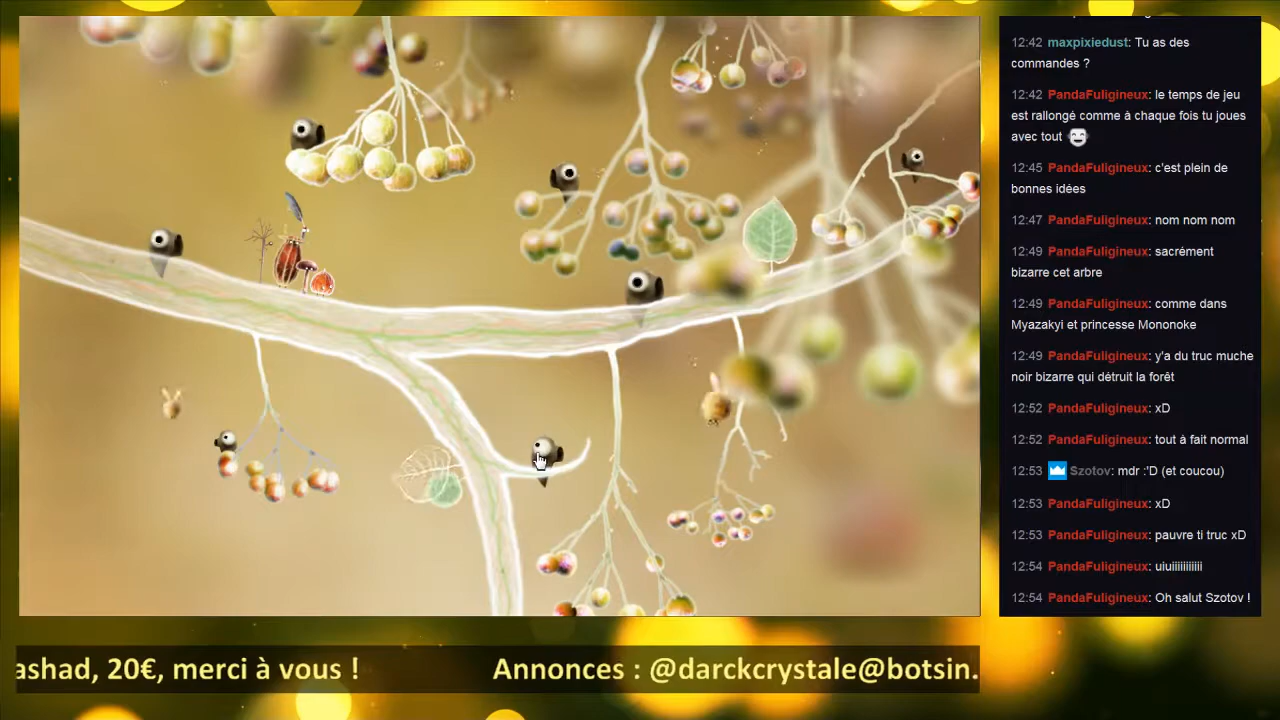 12:42 maxpixiedust: Tu as des
commandes ?
12:42 PandaFuligineux: le temps de jeu
est rallongé comme à chaque fois tu joues
avec tout
12:45 PandaFuligineux: c'est plein de
bonnes idées
12:47 PandaFuligineux: nom nom nom
12:49 PandaFuligineux: sacrément
bizarre cet arbre
12:49 PandaFuligineux: comme dans
Myazakyi et princesse Mononoke
12:49 PandaFuligineux: y'a du truc muche
noir bizarre qui détruit la forêt
12:52 PandaFuligineux: xD
12:52 PandaFuligineux: tout à fait normal
12:53 Szotov: mdr :'D (et coucou)
12:53 PandaFuligineux: xD
12:53 PandaFuligineux: pauvre ti truc xD
12:54 PandaFuligineux: uiuiiiiiiiiiii
12:54 PandaFuligineux: Oh salut Szotov !
ashad, 20€, merci à vous ! Annonces : @darckcrystale@botsin.